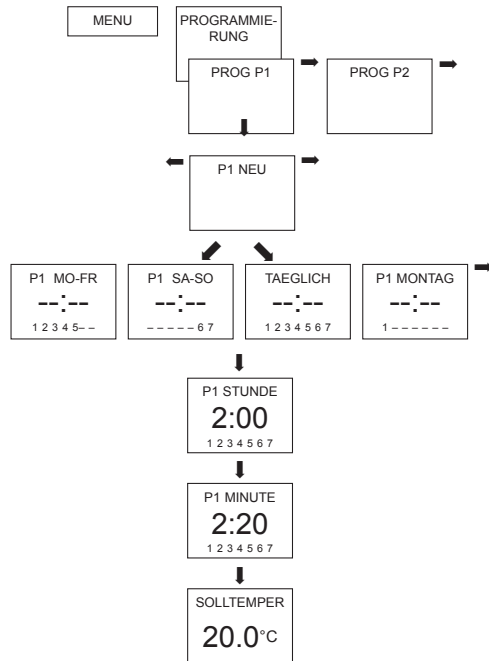 MENU
PROGRAMMIE-
RUNG
PROG P1
PROG P2
P1 NEU
P1 MO-FR
--:--
1 2 3 4 5 – –
P1 SA-SO
--:--
– – – – – 6 7
TAEGLICH
--:--
1 2 3 4 5 6 7
P1 MONTAG
--:--
1 – – – – – –
P1 STUNDE
2:00
1 2 3 4 5 6 7
P1 MINUTE
2:20
1 2 3 4 5 6 7
SOLLTEMPER
20.0°C